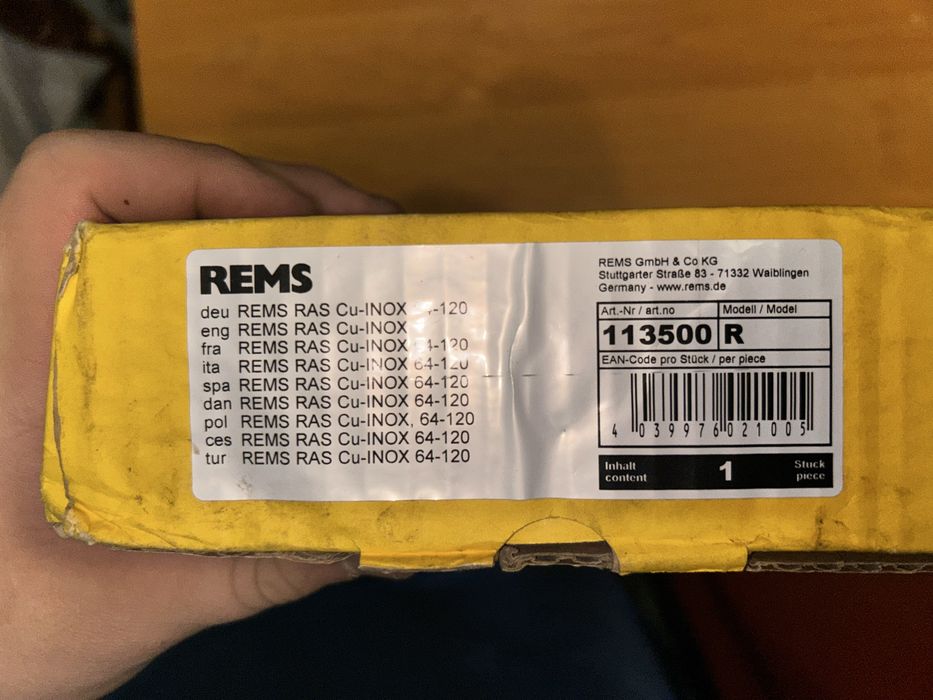 REMS
deu REMS RAS Cu-INOX -120
eng REMS RAS Cu-INOX
fra REMS RAS Cu-INOX 64-120
ita REMS RAS Cu-INOX 64-120
spa REMS RAS Cu-INOX 64-120
dan REMS RAS Cu-INOX 64-120
pol REMS RAS Cu-INOX, 64-120
ces REMS RAS Cu-INOX 64-120
tur REMS RAS Cu-INOX 64-120
REMS GmbH & Co KG
Stuttgarter Straße 83 - 71332 Waiblingen
Germany - www.rems.de
Art.-Nr / art.no Modell / Model
113500 R
EAN-Code pro Stück / per piece
4 039976 021005
Inhalt 1 Stuck
content piece